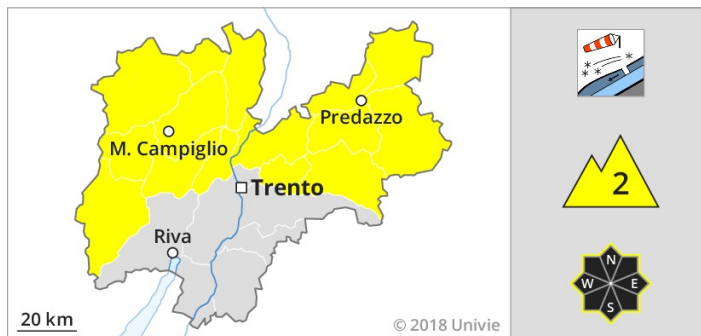 Predazzo
M. Campiglio
Trento
Riva
20 km
© 2018 Univie
2
N
W E
S